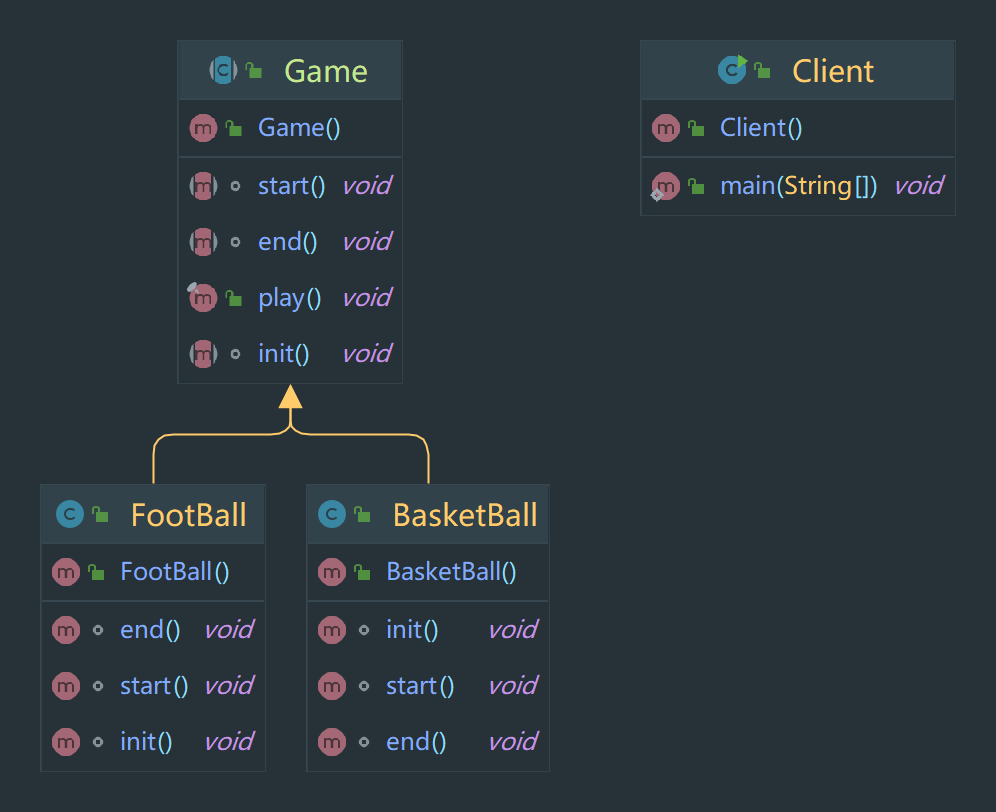 Game
Game()
start() void
end() void
play() void
init() void
Client
Client()
main(String[]) void
FootBall
FootBall()
end() void
start() void
init() void
BasketBall
BasketBall()
init() void
start() void
end() void